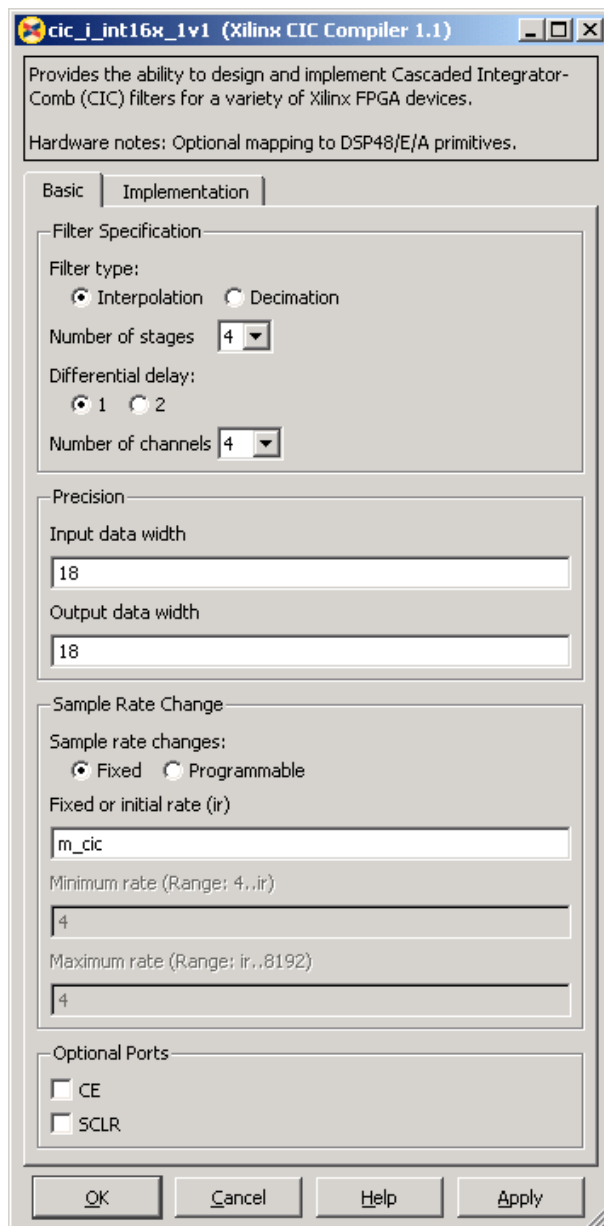 cic_i_int16x_1v1 (Xilinx CIC Compiler 1.1)
Provides the ability to design and implement Cascaded Integrator-
Comb (CIC) filters for a variety of Xilinx FPGA devices.
Hardware notes: Optional mapping to DSP48/E/A primitives.
Basic Implementation
Filter Specification
Filter type:
Interpolation Decimation
Number of stages 4
Differential delay:
1 2
Number of channels 4
Precision
Input data width
18
Output data width
18
Sample Rate Change
Sample rate changes:
Fixed Programmable
Fixed or initial rate (ir)
m_cic
Minimum rate (Range: 4..ir)
4
Maximum rate (Range: ir..8192)
4
Optional Ports
CE
SCLR
OK Cancel Help Apply